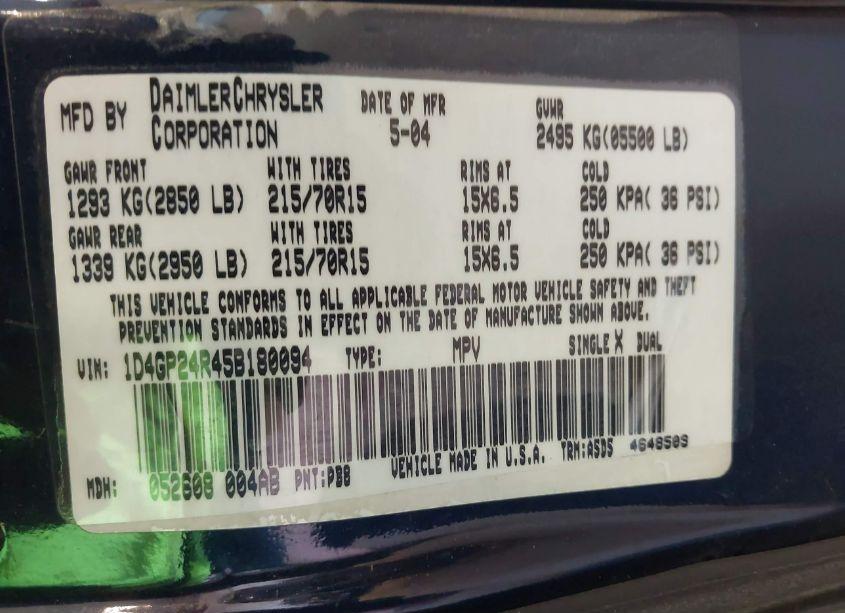 MFD BY DAIMLERCHRYSLER CORPORATION DATE OF MFR 5-04 GVWR 2495 KG(05500 LB)
GAWR FRONT WITH TIRES RIMS AT COLD
1293 KG(2850 LB) 215/70R15 15X6.5 250 KPA( 36 PSI)
GAWR REAR WITH TIRES RIMS AT COLD
1339 KG(2950 LB) 215/70R15 15X6.5 250 KPA( 36 PSI)
THIS VEHICLE CONFORMS TO ALL APPLICABLE FEDERAL MOTOR VEHICLE SAFETY AND THEFT
PREVENTION STANDARDS IN EFFECT ON THE DATE OF MANUFACTURE SHOWN ABOVE.
VIN: 1D4GP24R45B180094 TYPE: MPV SINGLE X DUAL
MDH: 052608 004AB PNT:PB8 VEHICLE MADE IN U.S.A. TRM:A5D5 4648509